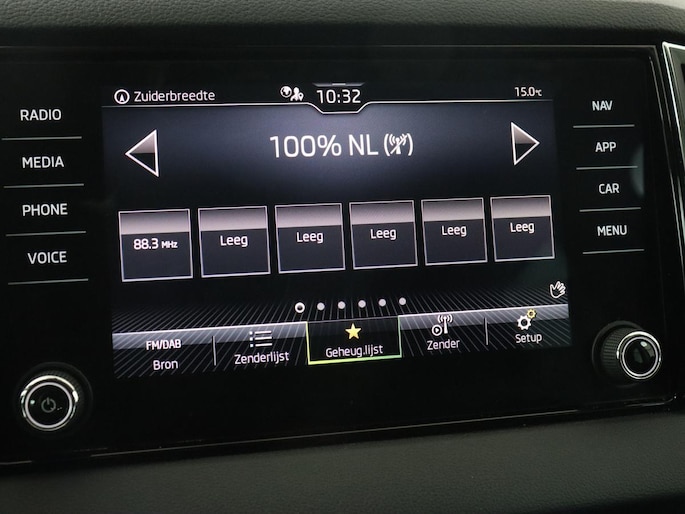 RADIO
MEDIA
PHONE
VOICE
Zuiderbreedte
10:32
15.0°C
100% NL
88.3 MHz
Leeg
Leeg
Leeg
Leeg
Leeg
FM/DAB
Bron
Zenderlijst
Geheug.lijst
Zender
Setup
NAV
APP
CAR
MENU